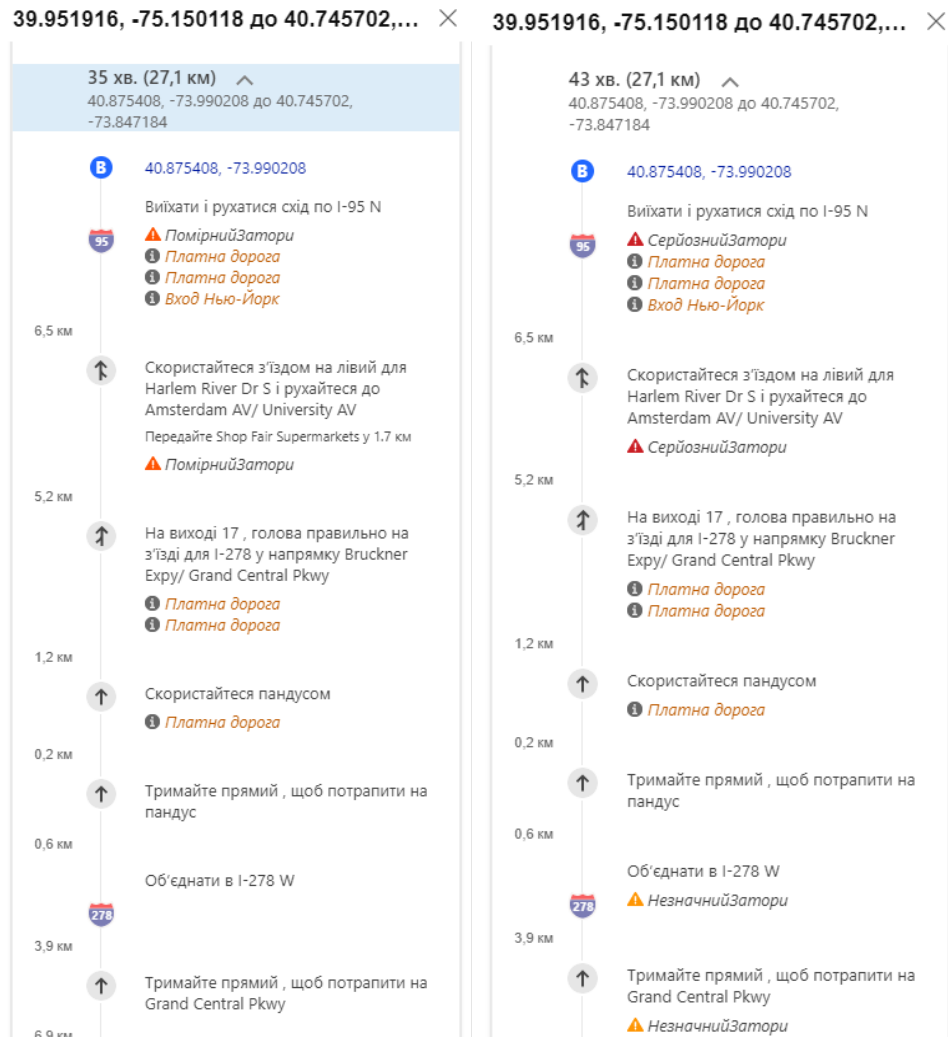 39.951916, -75.150118 до 40.745702,...
35 хв. (27,1 км)
40.875408, -73.990208 до 40.745702,
-73.847184
B
40.875408, -73.990208
Виїхати і рухатися схід по I-95 N
95
ПомірнийЗатори
Платна дорога
Платна дорога
Вход Нью-Йорк
6,5 км
Скористайтеся з’їздом на лівий для
Harlem River Dr S і рухайтеся до
Amsterdam AV/ University AV
Передайте Shop Fair Supermarkets у 1.7 км
ПомірнийЗатори
5,2 км
На виході 17 , голова правильно на
з’їзді для I-278 у напрямку Bruckner
Expy/ Grand Central Pkwy
Платна дорога
Платна дорога
1,2 км
Скористайтеся пандусом
Платна дорога
0,2 км
Тримайте прямий , щоб потрапити на
пандус
0,6 км
Об’єднати в I-278 W
278
3,9 км
Тримайте прямий , щоб потрапити на
Grand Central Pkwy
6,9 км
39.951916, -75.150118 до 40.745702,...
43 хв. (27,1 км)
40.875408, -73.990208 до 40.745702,
-73.847184
B
40.875408, -73.990208
Виїхати і рухатися схід по I-95 N
95
СерйознийЗатори
Платна дорога
Платна дорога
Вход Нью-Йорк
6,5 км
Скористайтеся з’їздом на лівий для
Harlem River Dr S і рухайтеся до
Amsterdam AV/ University AV
СерйознийЗатори
5,2 км
На виході 17 , голова правильно на
з’їзді для I-278 у напрямку Bruckner
Expy/ Grand Central Pkwy
Платна дорога
Платна дорога
1,2 км
Скористайтеся пандусом
Платна дорога
0,2 км
Тримайте прямий , щоб потрапити на
пандус
0,6 км
Об’єднати в I-278 W
278
НезначнийЗатори
3,9 км
Тримайте прямий , щоб потрапити на
Grand Central Pkwy
НезначнийЗатори